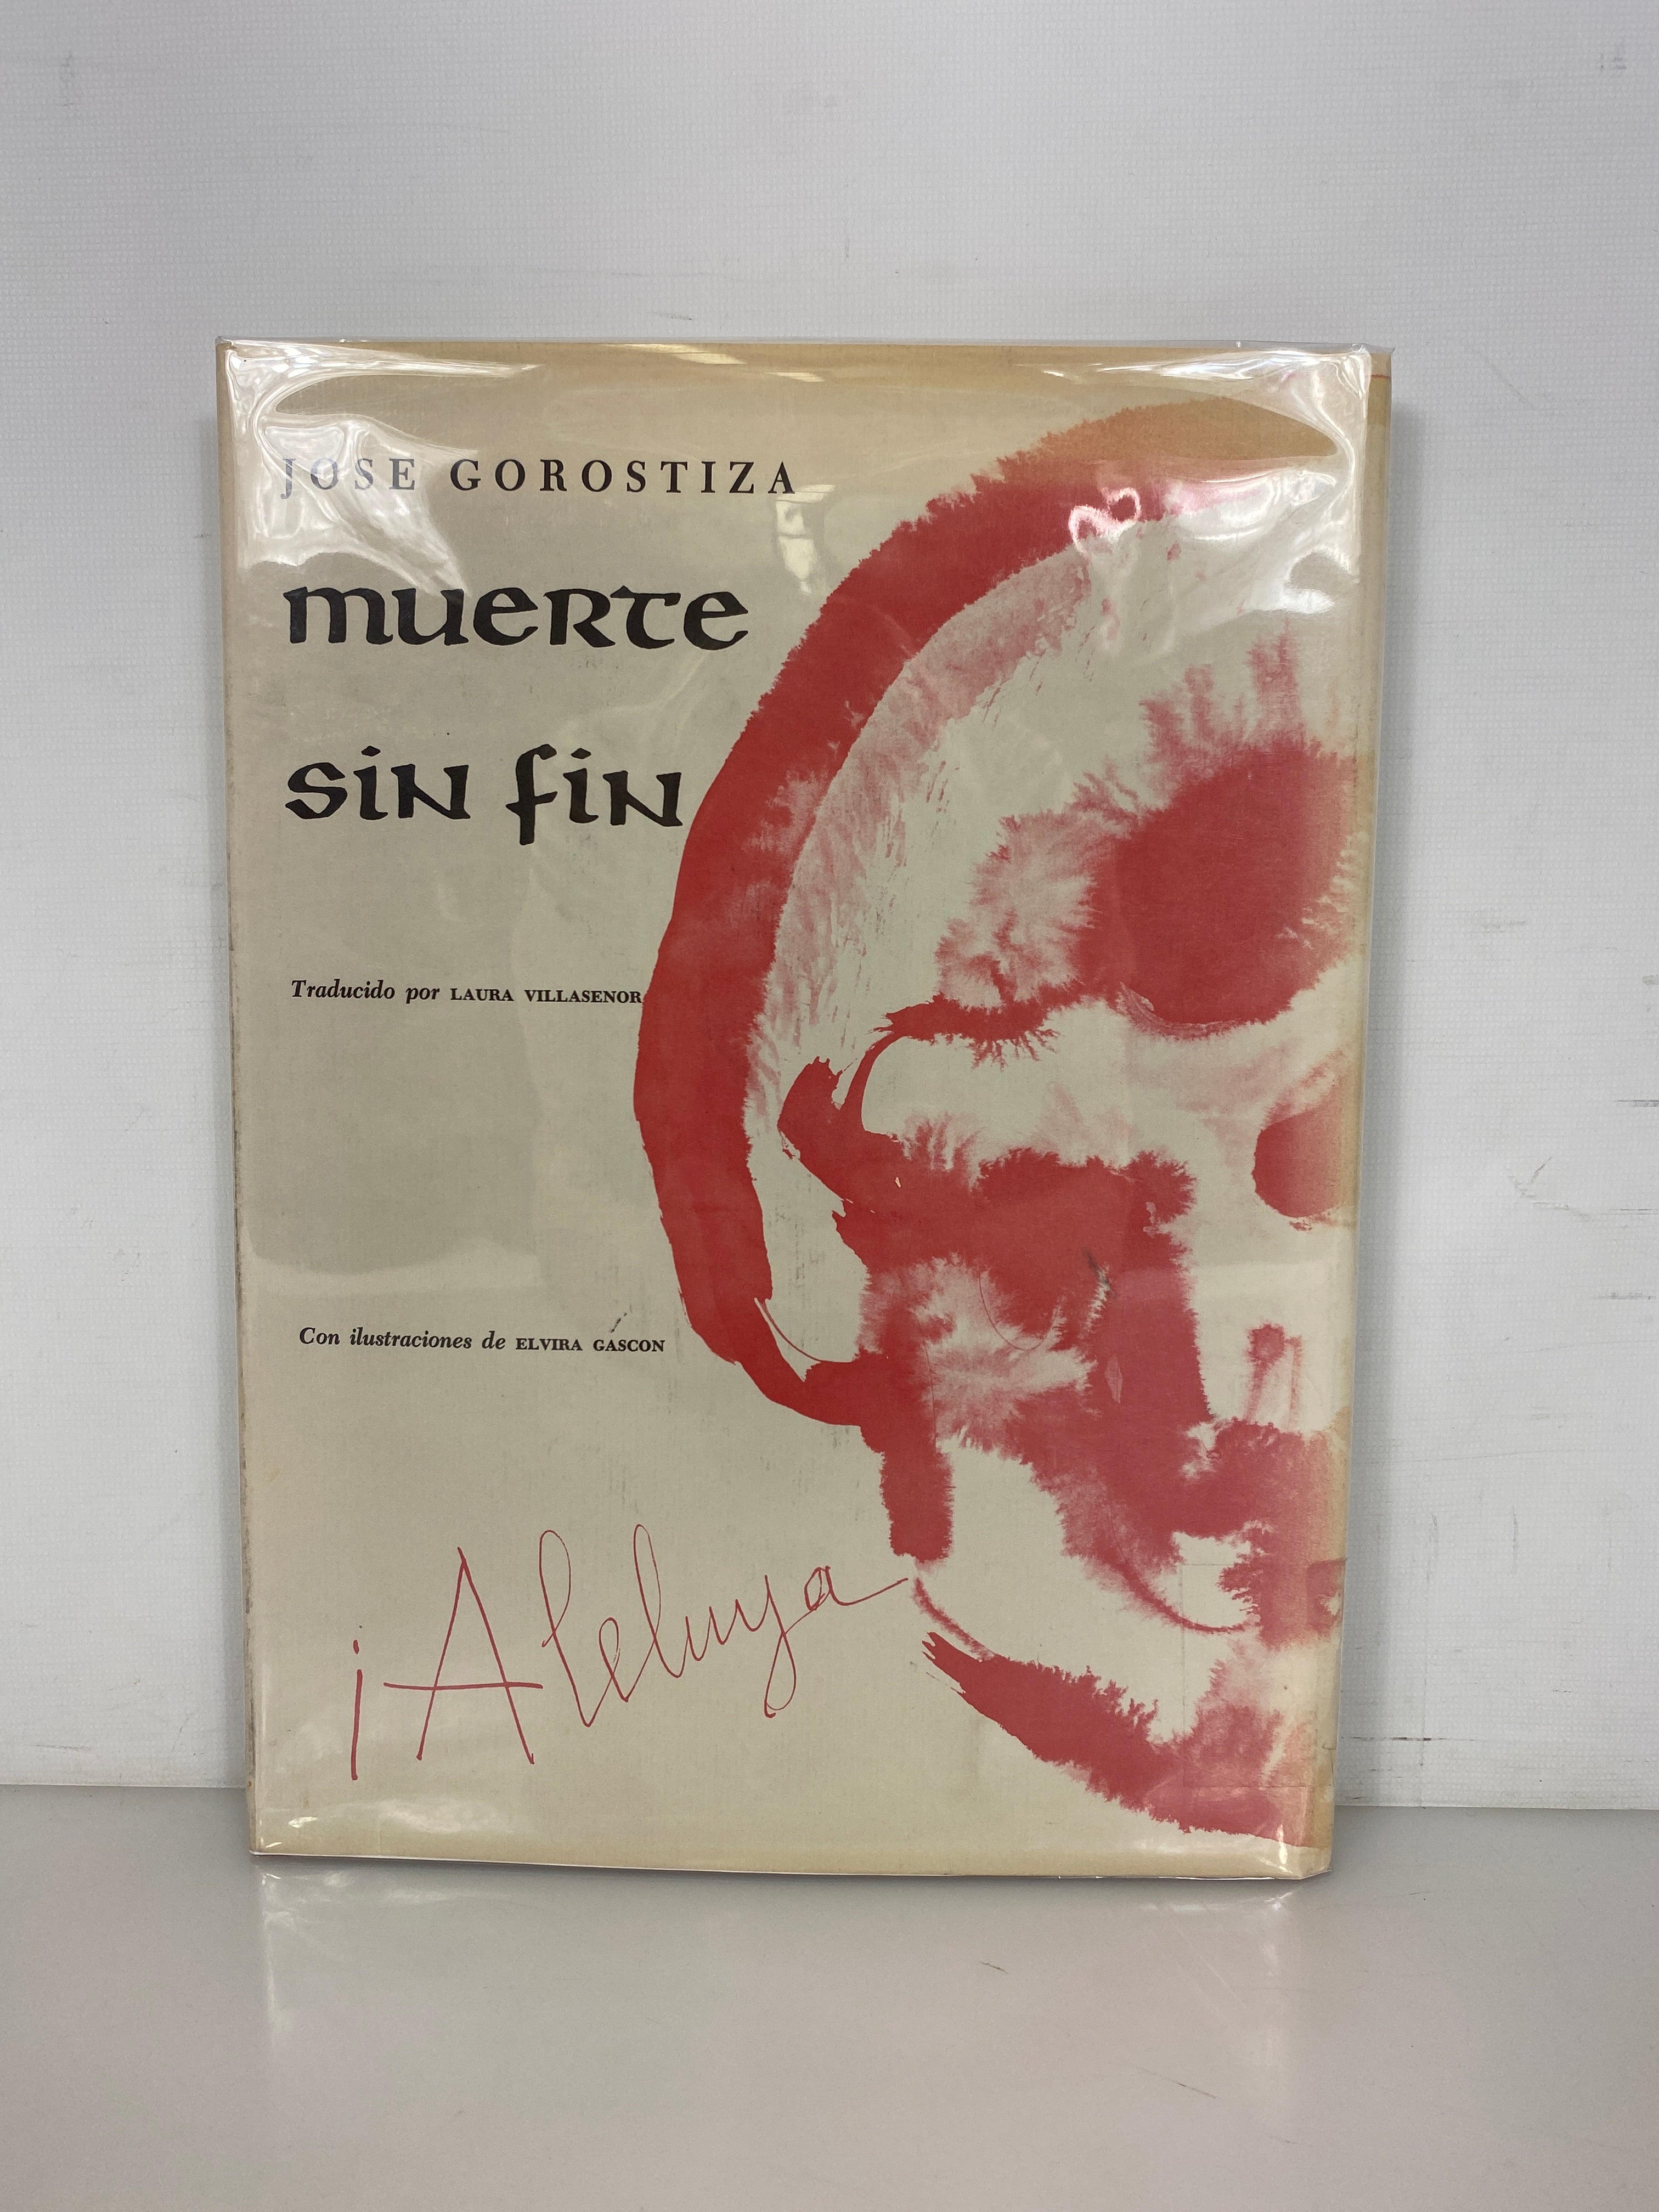 JOSE GOROSTIZA
muerte
sin fin
Traducido por LAURA VILLASENOR
Con ilustraciones de ELVIRA GASCON
¡Aleluya